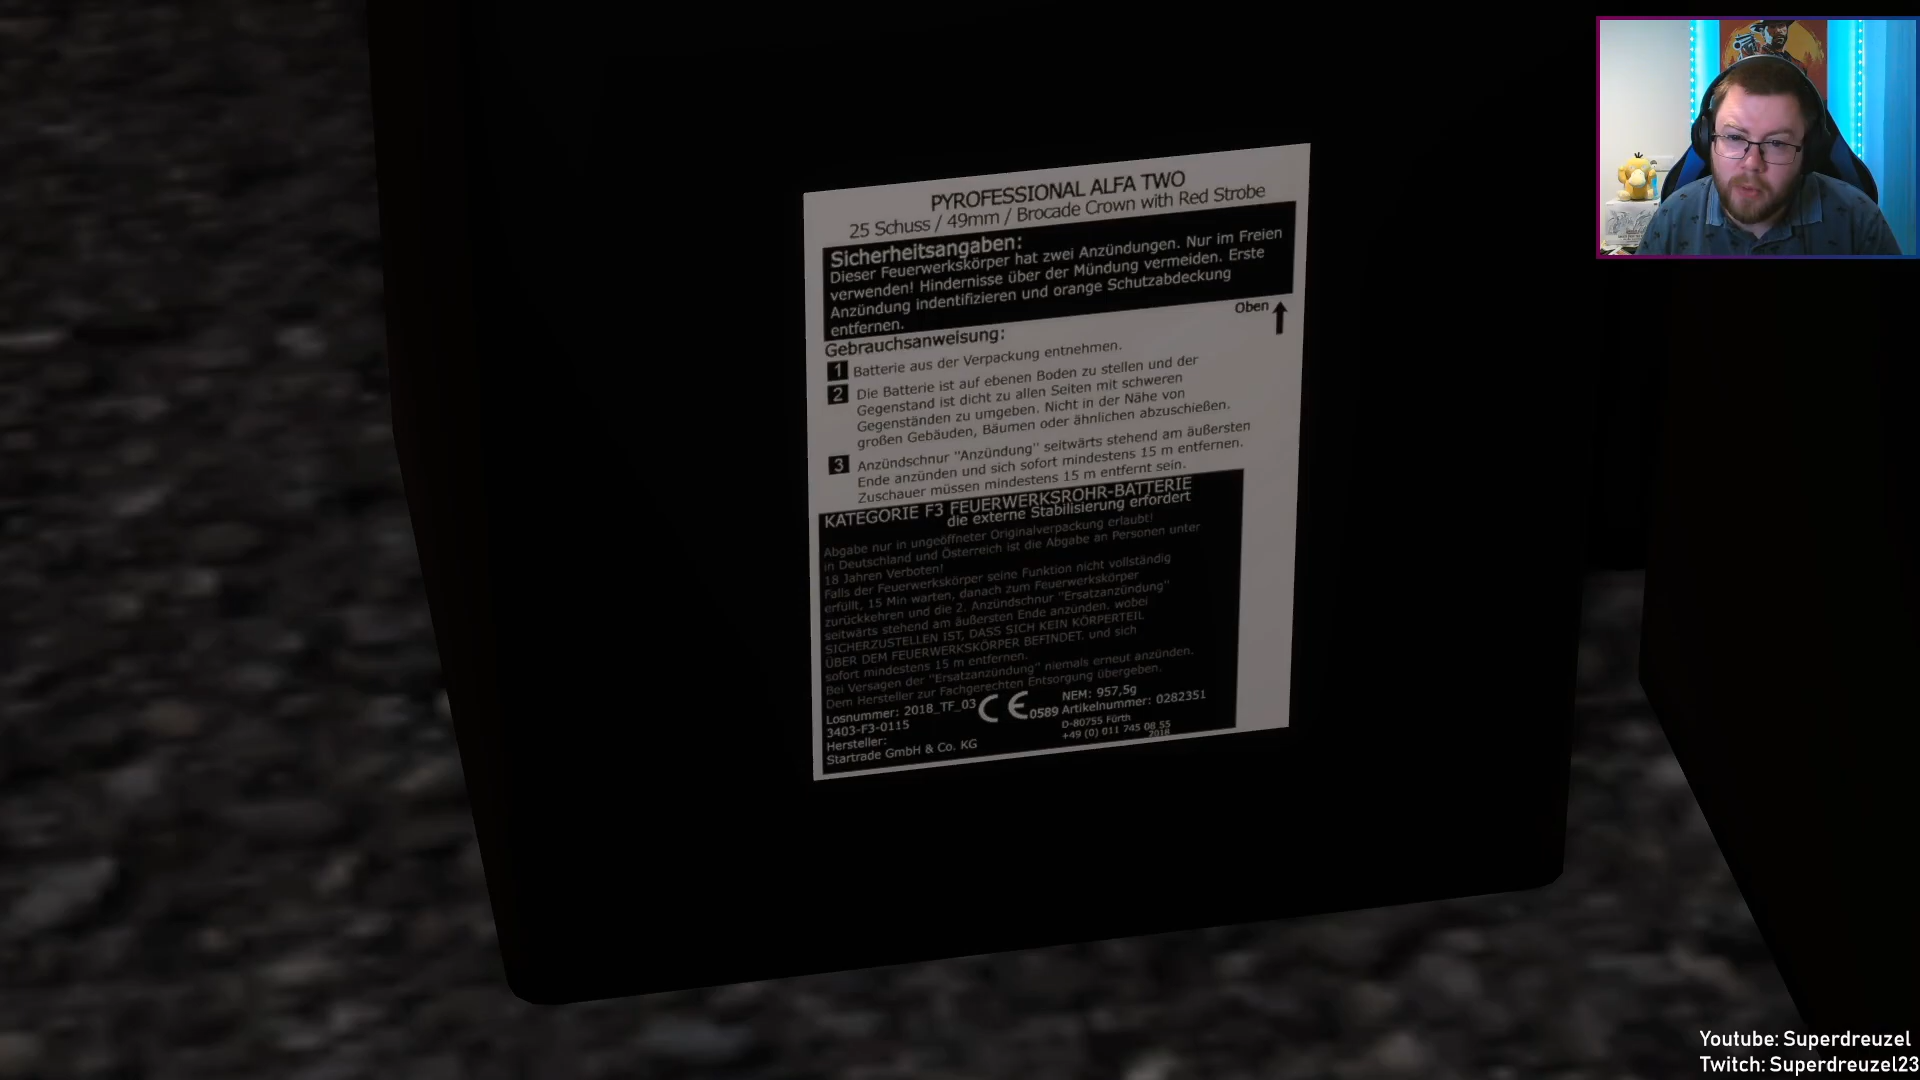 PYROFESSIONAL ALFA TWO
25 Schuss / 49mm / Brocade Crown with Red Strobe
Sicherheitsangaben:
Dieser Feuerwerkskörper hat zwei Anzündungen. Nur im Freien
verwenden! Hindernisse über der Mündung vermeiden. Erste
Anzündung indentifizieren und orange Schutzabdeckung
entfernen.
Oben
Gebrauchsanweisung:
1 Batterie aus der Verpackung entnehmen.
2 Die Batterie ist auf ebenen Boden zu stellen und der
Gegenstand ist dicht zu allen Seiten mit schweren
Gegenständen zu umgeben. Nicht in der Nähe von
großen Gebäuden, Bäumen oder ähnlichen abzuschießen.
3 Anzündschnur "Anzündung" seitwärts stehend am äußersten
Ende anzünden und sich sofort mindestens 15 m entfernen.
Zuschauer müssen mindestens 15 m entfernt sein.
KATEGORIE F3 FEUERWERKSROHR-BATTERIE
die externe Stabilisierung erfordert
Abgabe nur in ungeöffneter Originalverpackung erlaubt!
in Deutschland und Österreich ist die Abgabe an Personen unter
18 Jahren Verboten!
Falls der Feuerwerkskörper seine Funktion nicht vollständig
erfüllt, 15 Min warten, danach zum Feuerwerkskörper
zurückkehren und die 2. Anzündschnur "Ersatzanzündung"
seitwärts stehend am äußersten Ende anzünden. wobei
SICHERZUSTELLEN IST, DASS SICH KEIN KÖRPERTEIL
ÜBER DEM FEUERWERKSKÖRPER BEFINDET. und sich
sofort mindestens 15 m entfernen.
Bei Versagen der "Ersatzanzündung" niemals erneut anzünden.
Dem Hersteller zur Fachgerechten Entsorgung übergeben.
Losnummer: 2018_TF_03
3403-F3-0115
Hersteller:
Startrade GmbH & Co. KG
CE 0589
NEM: 957,5g
Artikelnummer: 0282351
D-80755 Fürth
+49 (0) 011 745 08 55
2018
Youtube: Superdreuzel
Twitch: Superdreuzel23